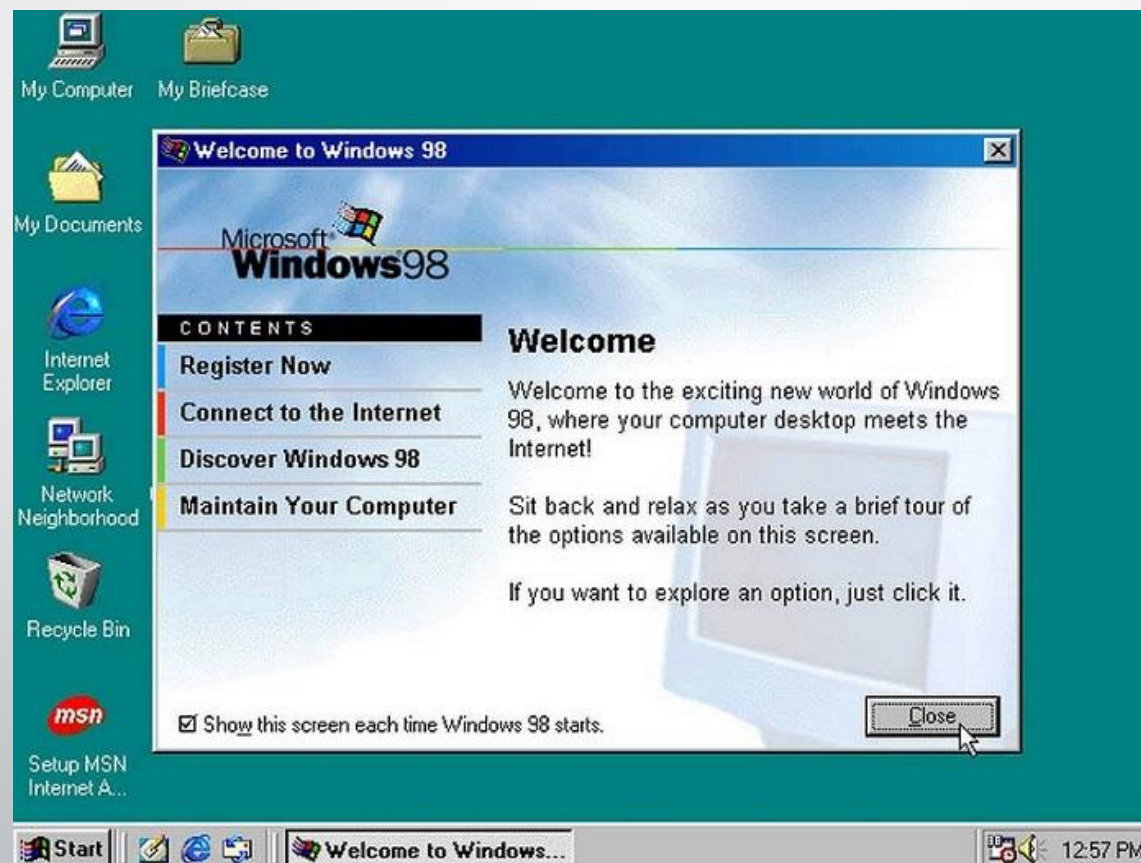 My Computer
My Briefcase
My Documents
Internet
Explorer
Network
Neighborhood
Recycle Bin
msn
Setup MSN
Internet A...
Welcome to Windows 98
Microsoft
Windows 98
CONTENTS
Register Now
Connect to the Internet
Discover Windows 98
Maintain Your Computer
Welcome
Welcome to the exciting new world of Windows
98, where your computer desktop meets the
Internet!
Sit back and relax as you take a brief tour of
the options available on this screen.
If you want to explore an option, just click it.
Show this screen each time Windows 98 starts.
Close
Start
Welcome to Windows...
12:57 PM